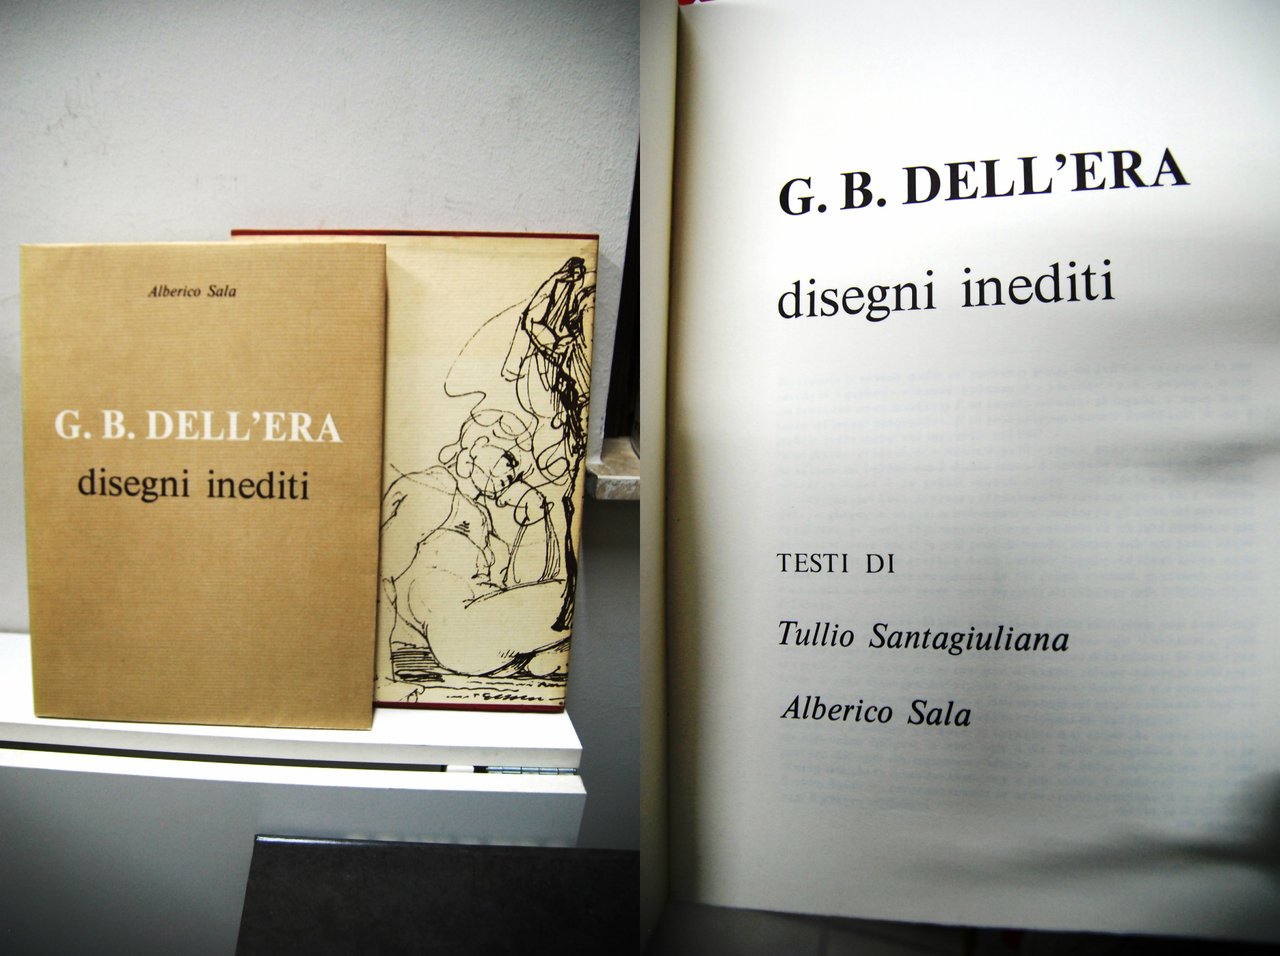 Alberico Sala
G. B. DELL'ERA
disegni inediti
G. B. DELL'ERA
disegni inediti
TESTI DI
Tullio Santagiuliana
Alberico Sala